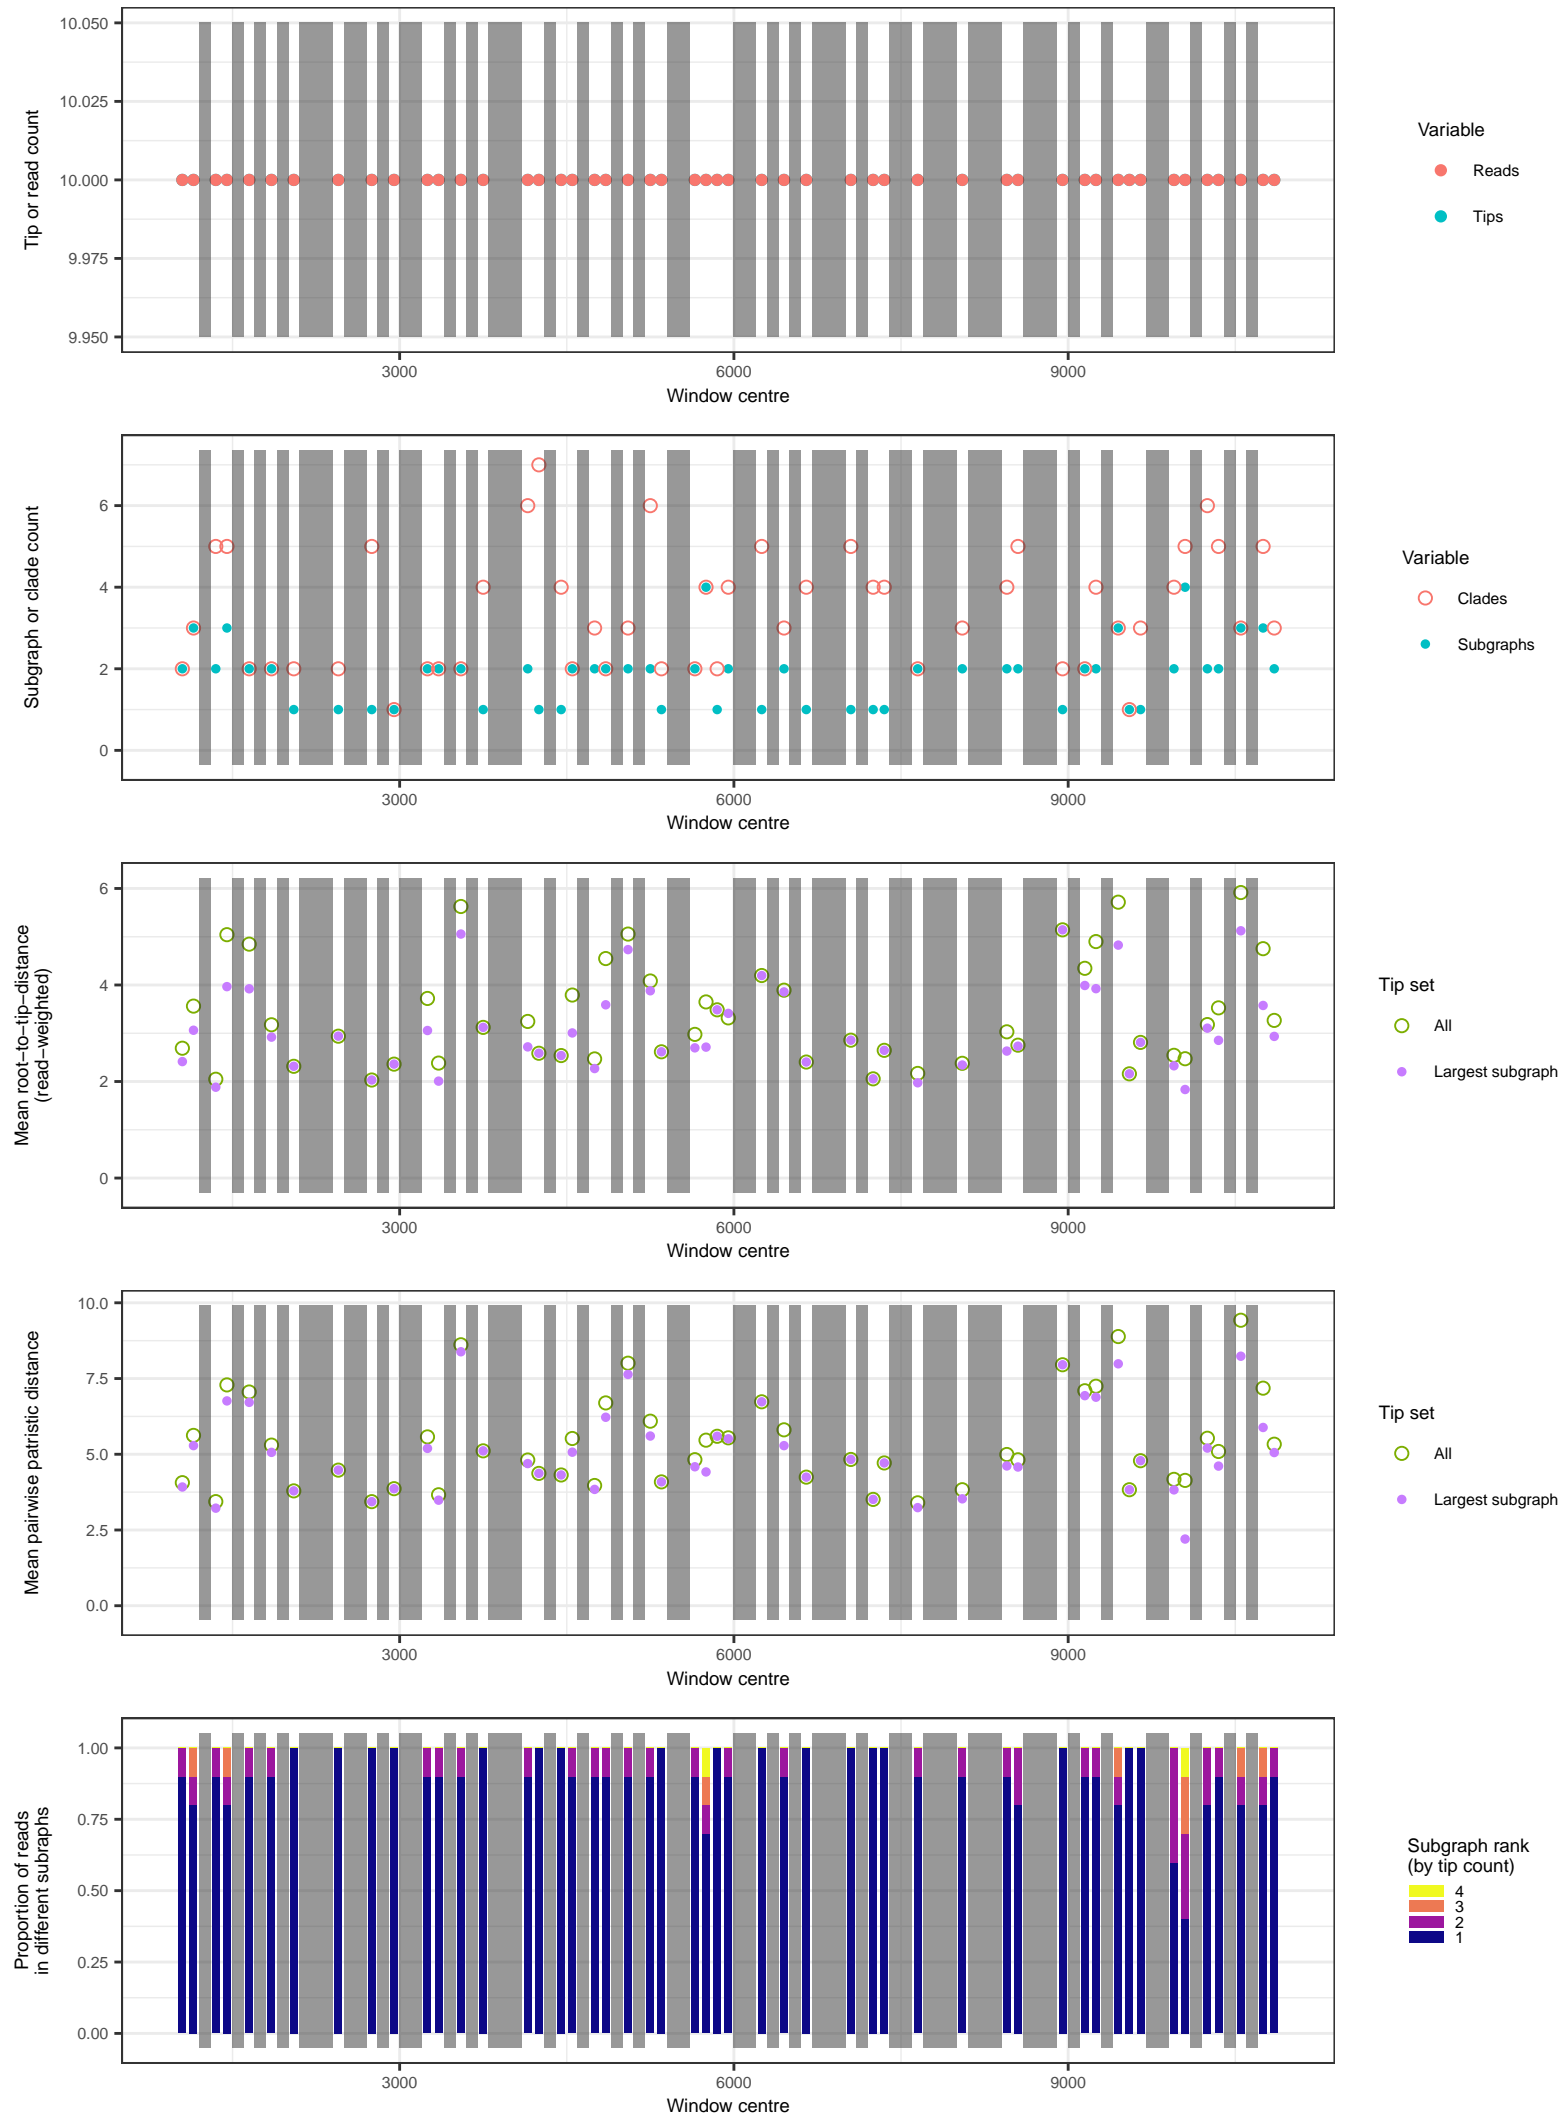 10.050
10.025
10.000
9.975
9.950
Tip or read count
3000
6000
9000
Window centre
Variable
Reads
Tips
6
4
2
0
Subgraph or clade count
3000
6000
9000
Window centre
Variable
Clades
Subgraphs
6
4
2
0
Mean root−to−tip−distance
(read−weighted)
3000
6000
9000
Window centre
Tip set
All
Largest subgraph
10.0
7.5
5.0
2.5
0.0
Mean pairwise patristic distance
3000
6000
9000
Window centre
Tip set
All
Largest subgraph
1.00
0.75
0.50
0.25
0.00
Proportion of reads
in different subraphs
3000
6000
9000
Window centre
Subgraph rank
(by tip count)
4
3
2
1